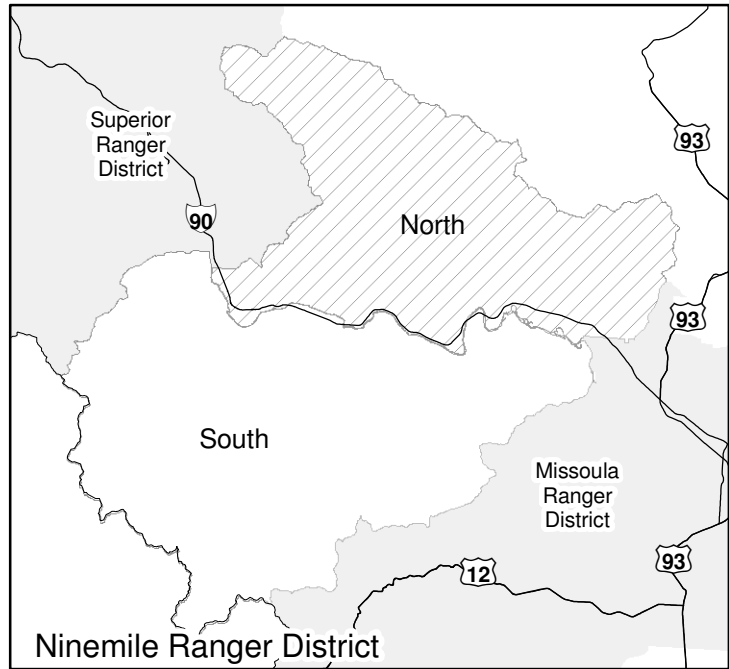 Superior
Ranger
District
93
90
North
93
South
Missoula
Ranger
District
12
93
Ninemile Ranger District